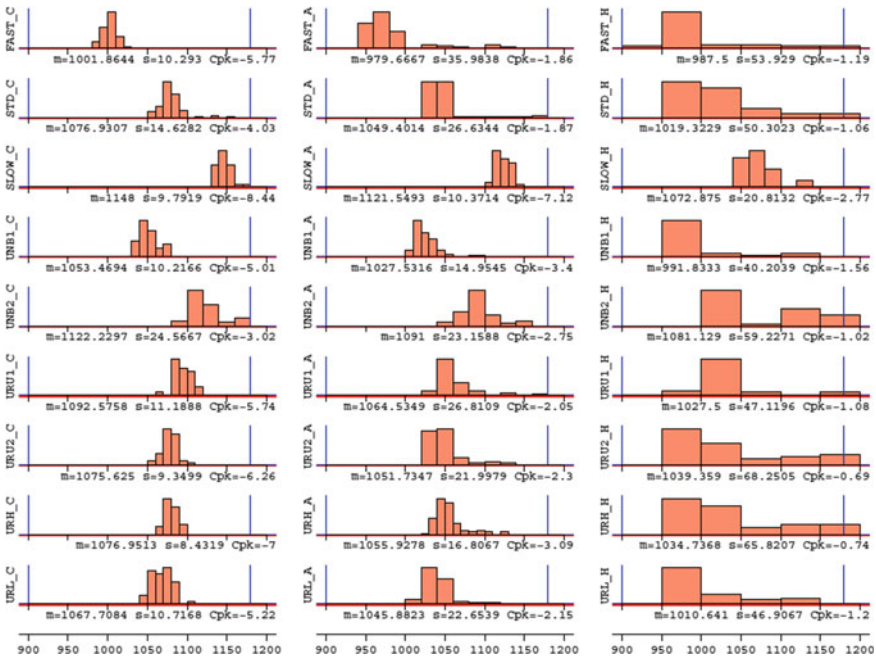 FAST_C FAST_A FAST_H
m=1001.8644 s=10.293 Cpk=-5.77 m=979.6667 s=35.9838 Cpk=-1.86 m=987.5 s=53.929 Cpk=-1.19
STD_C STD_A STD_H
m=1076.9307 s=14.6282 Cpk=-4.03 m=1049.4014 s=26.6344 Cpk=-1.87 m=1019.3229 s=50.3023 Cpk=-1.06
SLOW_C SLOW_A SLOW_H
m=1148 s=9.7919 Cpk=-8.44 m=1121.5493 s=10.3714 Cpk=-7.12 m=1072.875 s=20.8132 Cpk=-2.77
UNB1_C UNB1_A UNB1_H
m=1053.4694 s=10.2166 Cpk=-5.01 m=1027.5316 s=14.9545 Cpk=-3.4 m=991.8333 s=40.2039 Cpk=-1.56
UNB2_C UNB2_A UNB2_H
m=1122.2297 s=24.5667 Cpk=-3.02 m=1091 s=23.1588 Cpk=-2.75 m=1081.129 s=59.2271 Cpk=-1.02
URU1_C URU1_A URU1_H
m=1092.5758 s=11.1888 Cpk=-5.74 m=1064.5349 s=26.8109 Cpk=-2.05 m=1027.5 s=47.1196 Cpk=-1.08
URU2_C URU2_A URU2_H
m=1075.625 s=9.3499 Cpk=-6.26 m=1051.7347 s=21.9979 Cpk=-2.3 m=1039.359 s=68.2505 Cpk=-0.69
URH_C URH_A URH_H
m=1076.9513 s=8.4319 Cpk=-7 m=1055.9278 s=16.8067 Cpk=-3.09 m=1034.7368 s=65.8207 Cpk=-0.74
URL_C URL_A URL_H
m=1067.7084 s=10.7168 Cpk=-5.22 m=1045.8823 s=22.6539 Cpk=-2.15 m=1010.641 s=46.9067 Cpk=-1.2
900 950 1000 1050 1100 1150 1200 900 950 1000 1050 1100 1150 1200 900 950 1000 1050 1100 1150 1200